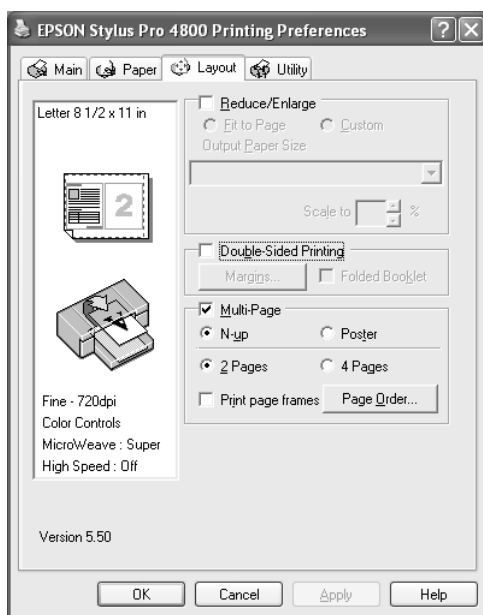 EPSON Stylus Pro 4800 Printing Preferences
Main Paper Layout Utility
Letter 8 1/2 x 11 in
2
Fine - 720dpi
Color Controls
MicroWeave : Super
High Speed : Off
Version 5.50
Reduce/Enlarge
Fit to Page Custom
Output Paper Size
Scale to %
Double-Sided Printing
Margins... Folded Booklet
Multi-Page
N-up Poster
2 Pages 4 Pages
Print page frames Page Order...
OK Cancel Apply Help